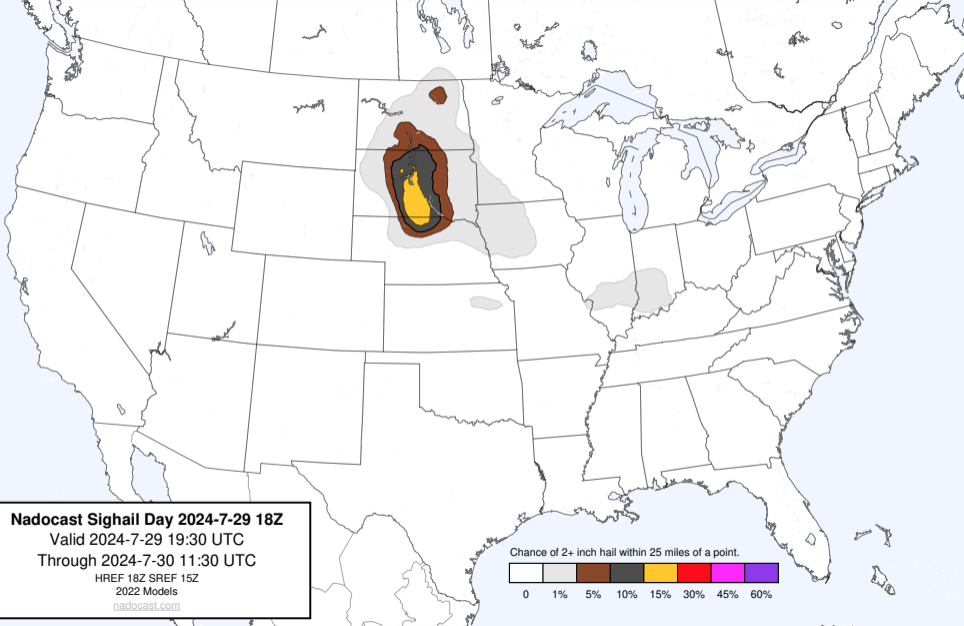 Nadocast Sighail Day 2024-7-29 18Z
Valid 2024-7-29 19:30 UTC
Through 2024-7-30 11:30 UTC
HREF 18Z SREF 15Z
2022 Models
nadocast.com
Chance of 2+ inch hail within 25 miles of a point.
0 1% 5% 10% 15% 30% 45% 60%